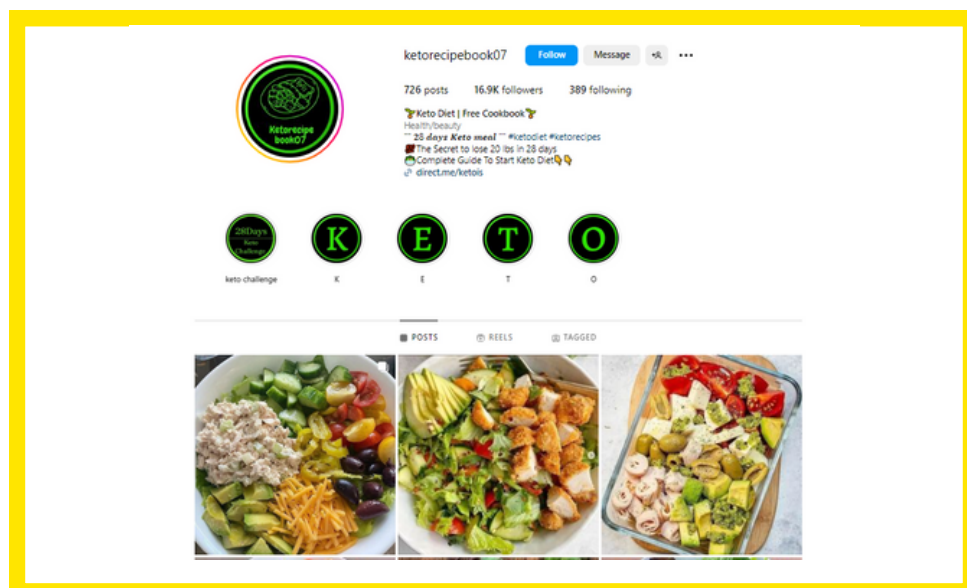 ketorecipebook07 Follow Message
726 posts 16.9K followers 389 following
Keto Diet | Free Cookbook
Health/beauty
28 days Keto meal #ketodiet #ketorecipes
The Secret to lose 20 lbs in 28 days
Complete Guide To Start Keto Diet
direct.me/ketois
Ketorecipe
book07
28Days
Keto
Challenge
K
E
T
O
keto challenge K E T O
POSTS REELS TAGGED